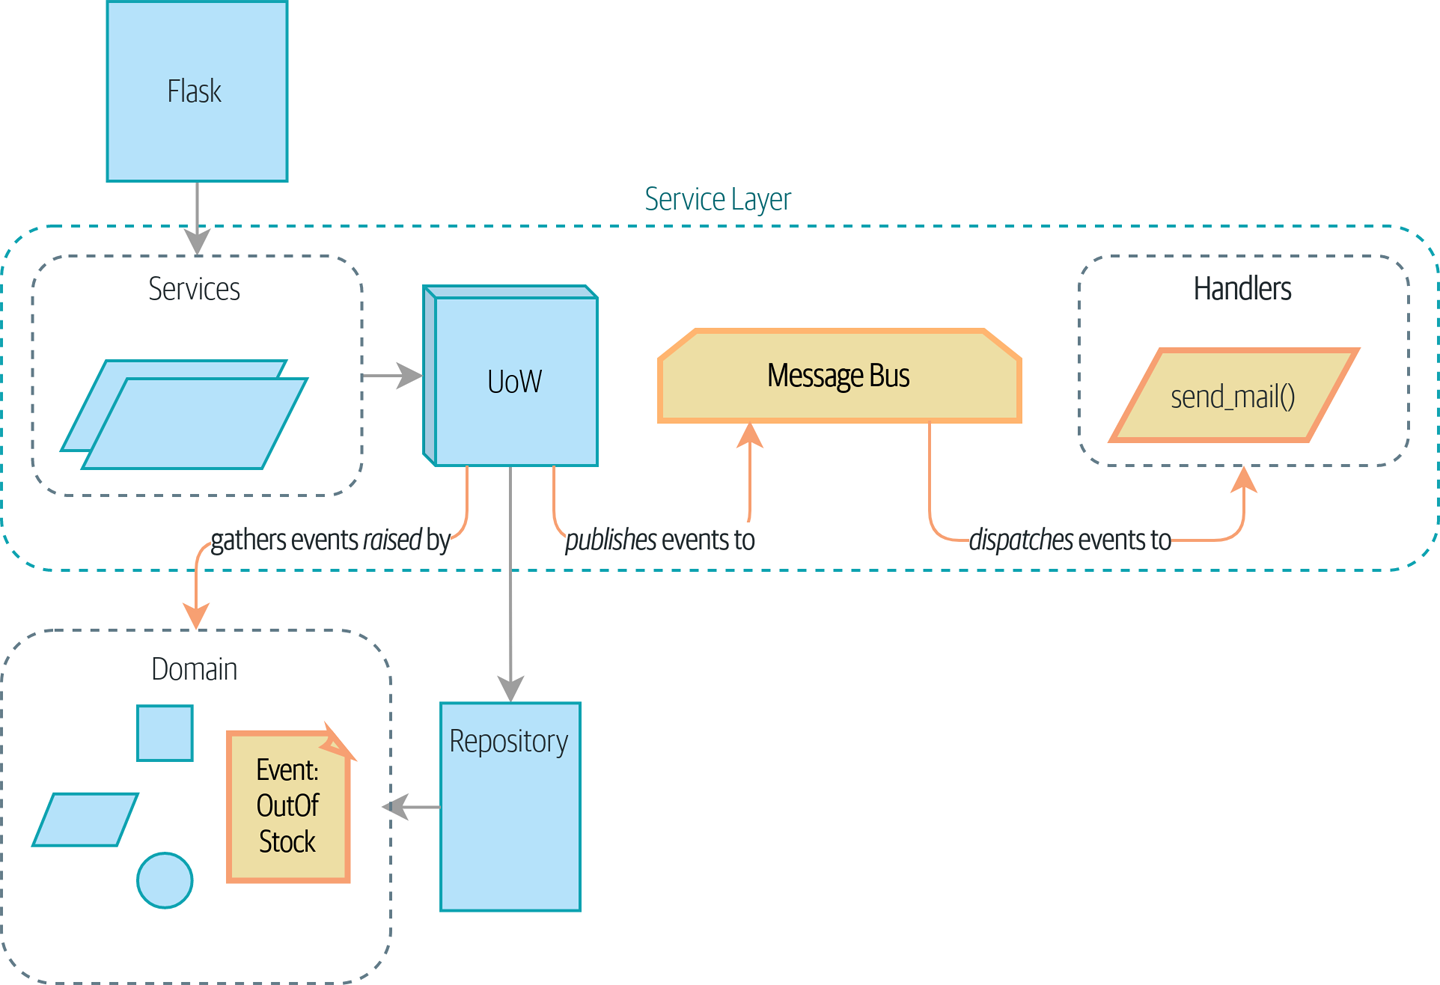 Flask
Service Layer
Services
UoW
Message Bus
Handlers
send_mail()
gathers events raised by
publishes events to
dispatches events to
Domain
Event:
OutOf
Stock
Repository